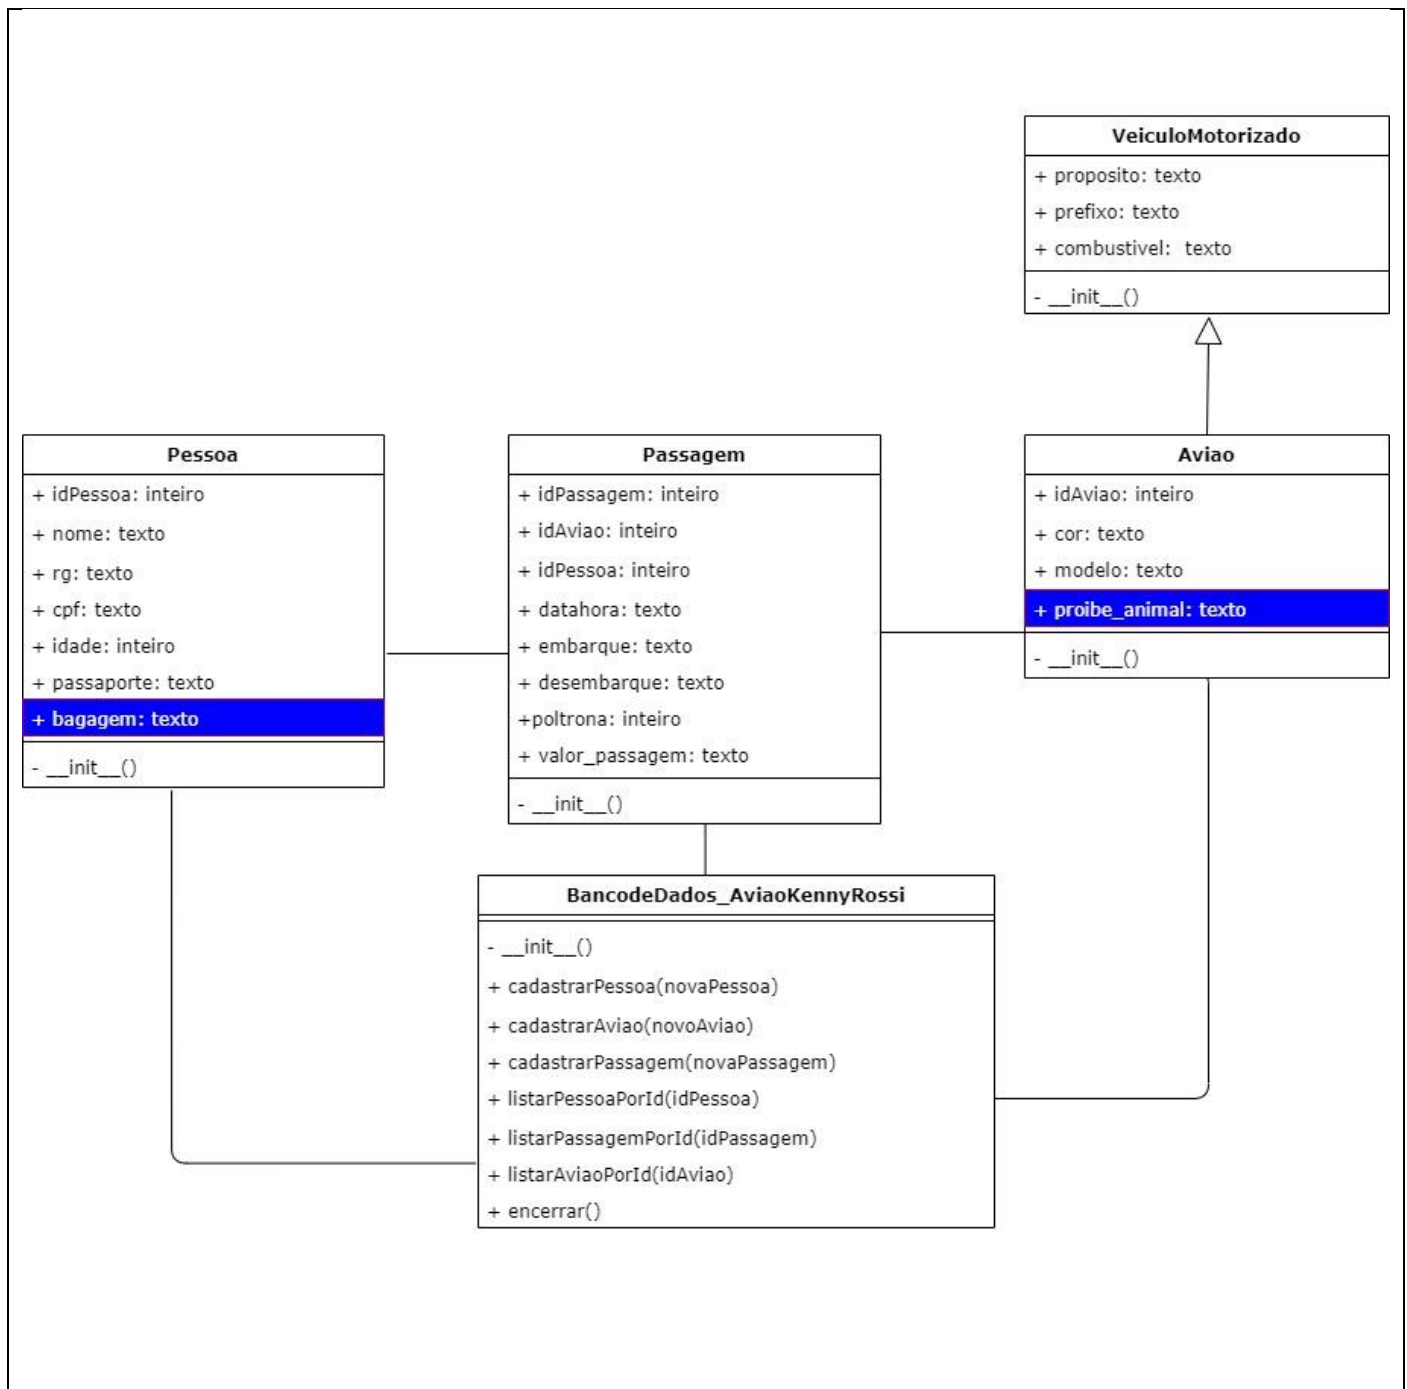 VeiculoMotorizado
+ proposito: texto
+ prefixo: texto
+ combustivel:  texto
- __init__()
Pessoa
+ idPessoa: inteiro
+ nome: texto
+ rg: texto
+ cpf: texto
+ idade: inteiro
+ passaporte: texto
+ bagagem: texto
- __init__()
Passagem
+ idPassagem: inteiro
+ idAviao: inteiro
+ idPessoa: inteiro
+ datahora: texto
+ embarque: texto
+ desembarque: texto
+poltrona: inteiro
+ valor_passagem: texto
- __init__()
Aviao
+ idAviao: inteiro
+ cor: texto
+ modelo: texto
+ proibe_animal: texto
- __init__()
BancodeDados_AviaoKennyRossi
- __init__()
+ cadastrarPessoa(novaPessoa)
+ cadastrarAviao(novoAviao)
+ cadastrarPassagem(novaPassagem)
+ listarPessoaPorId(idPessoa)
+ listarPassagemPorId(idPassagem)
+ listarAviaoPorId(idAviao)
+ encerrar()